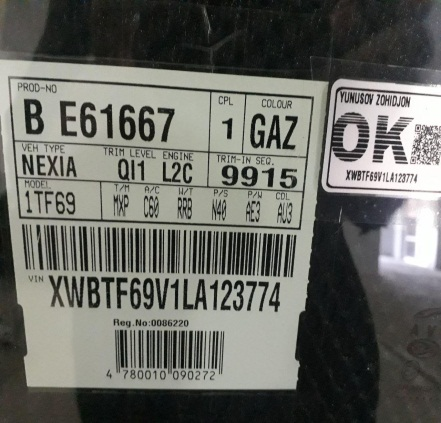 PROD-NO
B E61667
CPL
1
COLOUR
GAZ
VEH TYPE
NEXIA
TRIM LEVEL
QI1
ENGINE
L2C
TRIM-IN SEQ.
9915
MODEL
1TF69
T/M
MXP
A/C
C60
W/T
RRB
P/S
N40
P/W
AE3
CDL
AU3
VIN XWBTF69V1LA123774
Reg.No:0086220
4 780010 090272
YUNUSOV ZOHIDJON
OK
XWBTF69V1LA123774